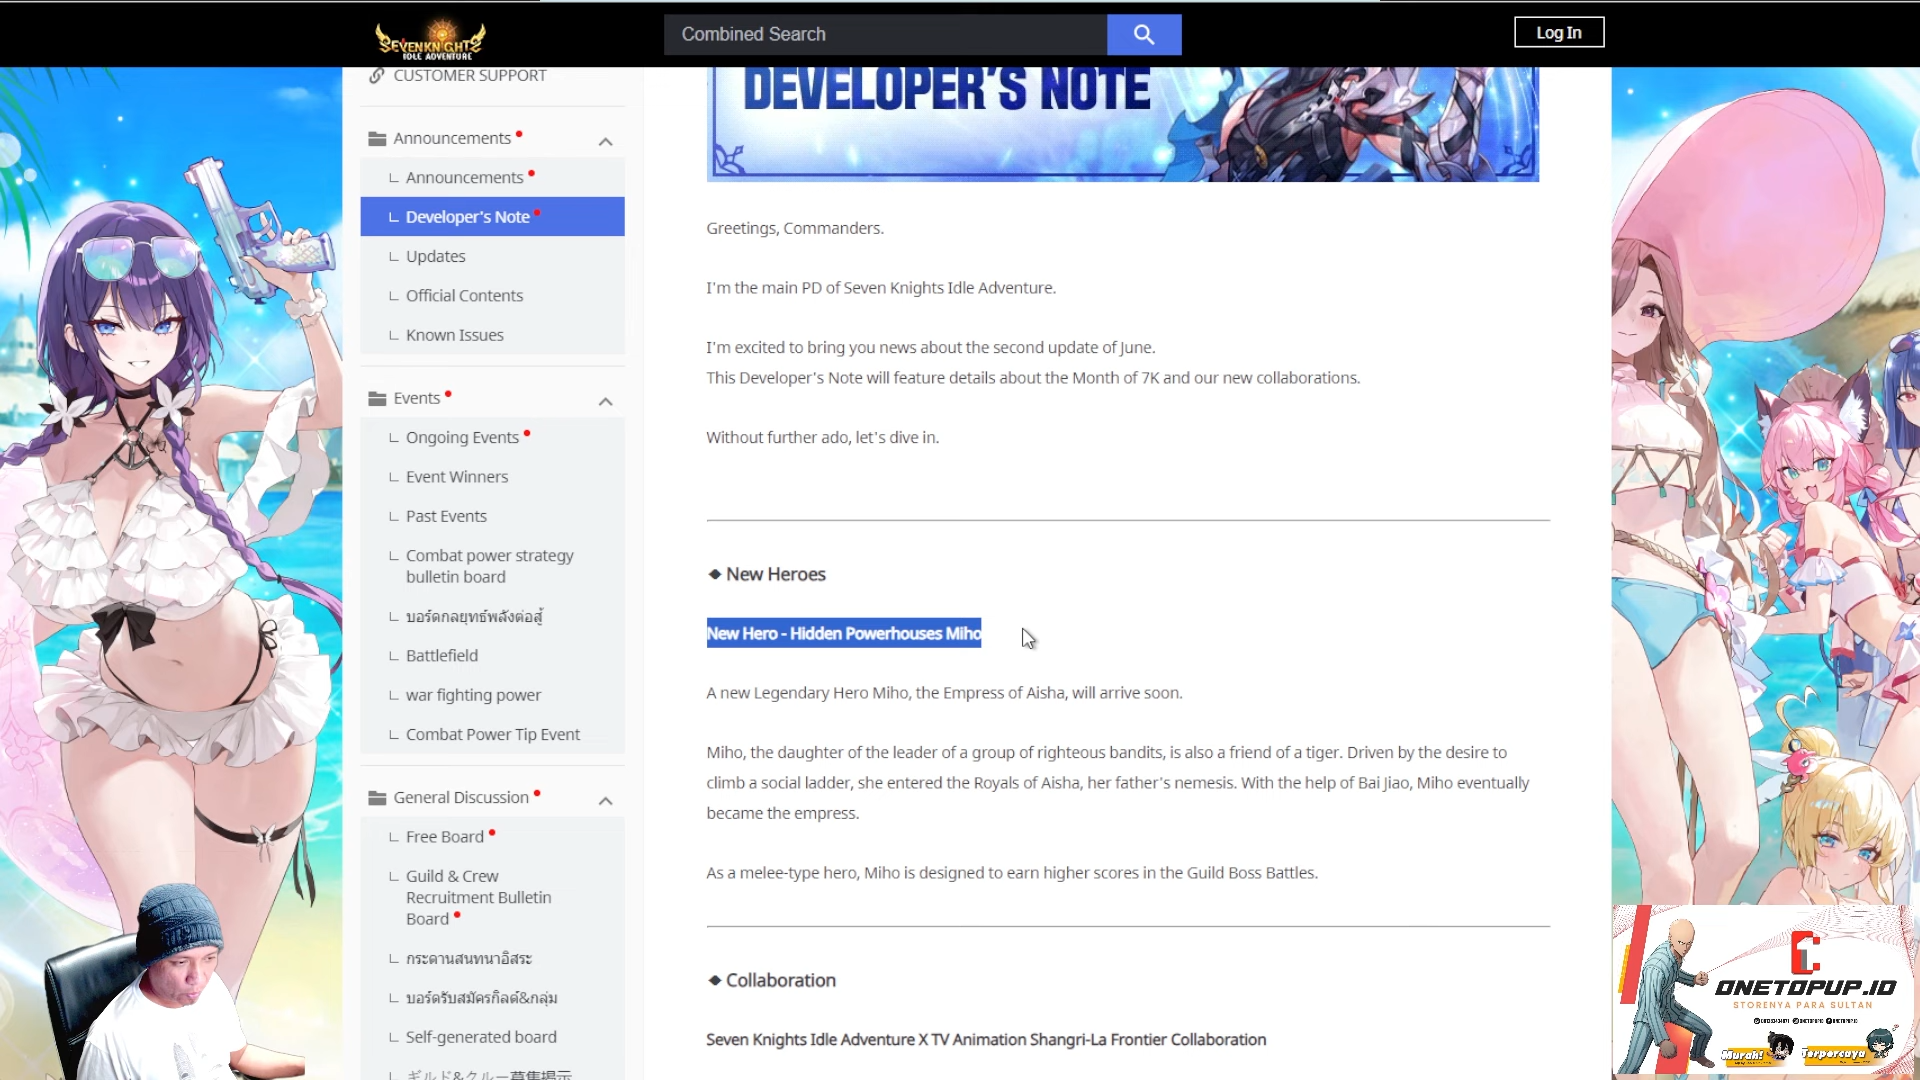 SEVEN KNIGHTS
IDLE ADVENTURE
Combined Search
Log In
CUSTOMER SUPPORT
Announcements
Announcements
Developer's Note
Updates
Official Contents
Known Issues
Events
Ongoing Events
Event Winners
Past Events
Combat power strategy
bulletin board
บอร์ดกลยุทธ์พลังต่อสู้
Battlefield
war fighting power
Combat Power Tip Event
General Discussion
Free Board
Guild & Crew
Recruitment Bulletin
Board
กระดานสนทนาอิสระ
บอร์ดรับสมัครกิลด์&กลุ่ม
Self-generated board
ギルド&クルー募集掲示
DEVELOPER'S NOTE
Greetings, Commanders.
I'm the main PD of Seven Knights Idle Adventure.
I'm excited to bring you news about the second update of June.
This Developer's Note will feature details about the Month of 7K and our new collaborations.
Without further ado, let's dive in.
◆ New Heroes
New Hero - Hidden Powerhouses Miho
A new Legendary Hero Miho, the Empress of Aisha, will arrive soon.
Miho, the daughter of the leader of a group of righteous bandits, is also a friend of a tiger. Driven by the desire to
climb a social ladder, she entered the Royals of Aisha, her father's nemesis. With the help of Bai Jiao, Miho eventually
became the empress.
As a melee-type hero, Miho is designed to earn higher scores in the Guild Boss Battles.
◆ Collaboration
Seven Knights Idle Adventure X TV Animation Shangri-La Frontier Collaboration
ONETOPUP.ID
STORENYA PARA SULTAN
Murah!
Terpercaya